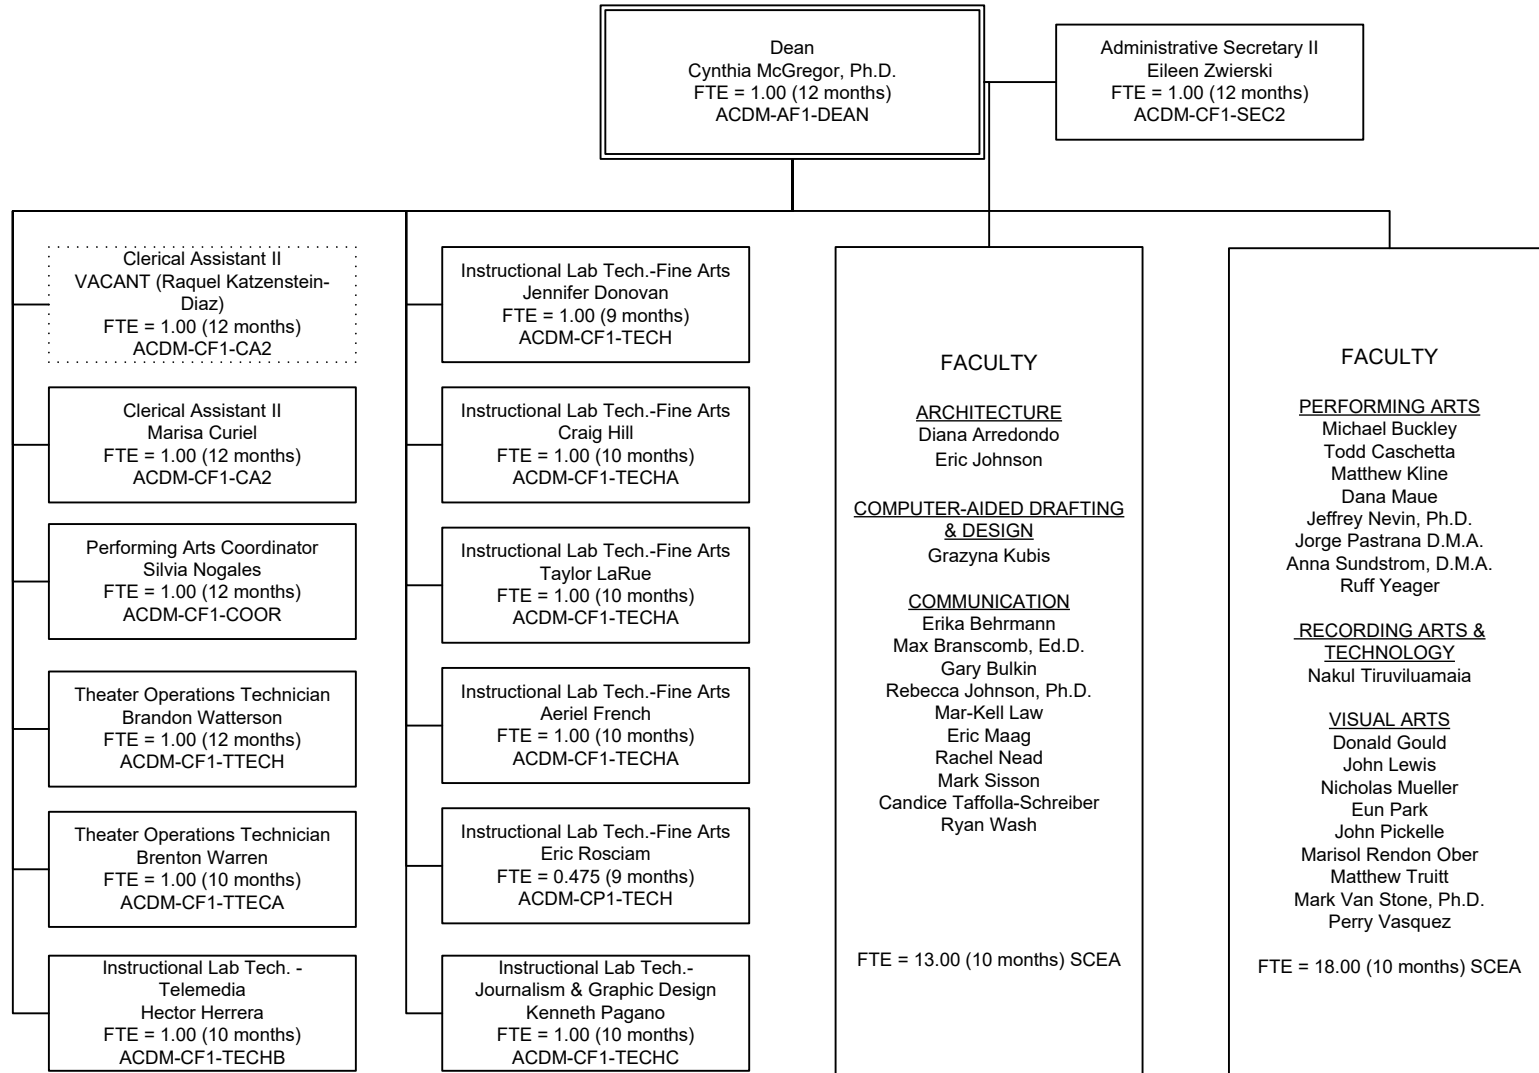 Dean
Cynthia McGregor, Ph.D.
FTE = 1.00 (12 months)
ACDM-AF1-DEAN
Administrative Secretary II
Eileen Zwierski
FTE = 1.00 (12 months)
ACDM-CF1-SEC2
Clerical Assistant II
VACANT (Raquel Katzenstein-
Diaz)
FTE = 1.00 (12 months)
ACDM-CF1-CA2
Clerical Assistant II
Marisa Curiel
FTE = 1.00 (12 months)
ACDM-CF1-CA2
Performing Arts Coordinator
Silvia Nogales
FTE = 1.00 (12 months)
ACDM-CF1-COOR
Theater Operations Technician
Brandon Watterson
FTE = 1.00 (12 months)
ACDM-CF1-TTECH
Theater Operations Technician
Brenton Warren
FTE = 1.00 (10 months)
ACDM-CF1-TTECA
Instructional Lab Tech. -
Telemedia
Hector Herrera
FTE = 1.00 (10 months)
ACDM-CF1-TECHB
Instructional Lab Tech.-Fine Arts
Jennifer Donovan
FTE = 1.00 (9 months)
ACDM-CF1-TECH
Instructional Lab Tech.-Fine Arts
Craig Hill
FTE = 1.00 (10 months)
ACDM-CF1-TECHA
Instructional Lab Tech.-Fine Arts
Taylor LaRue
FTE = 1.00 (10 months)
ACDM-CF1-TECHA
Instructional Lab Tech.-Fine Arts
Aeriel French
FTE = 1.00 (10 months)
ACDM-CF1-TECHA
Instructional Lab Tech.-Fine Arts
Eric Rosciam
FTE = 0.475 (9 months)
ACDM-CP1-TECH
Instructional Lab Tech.-
Journalism & Graphic Design
Kenneth Pagano
FTE = 1.00 (10 months)
ACDM-CF1-TECHC
FACULTY
ARCHITECTURE
Diana Arredondo
Eric Johnson
COMPUTER-AIDED DRAFTING
& DESIGN
Grazyna Kubis
COMMUNICATION
Erika Behrmann
Max Branscomb, Ed.D.
Gary Bulkin
Rebecca Johnson, Ph.D.
Mar-Kell Law
Eric Maag
Rachel Nead
Mark Sisson
Candice Taffolla-Schreiber
Ryan Wash
FTE = 13.00 (10 months) SCEA
FACULTY
PERFORMING ARTS
Michael Buckley
Todd Caschetta
Matthew Kline
Dana Maue
Jeffrey Nevin, Ph.D.
Jorge Pastrana D.M.A.
Anna Sundstrom, D.M.A.
Ruff Yeager
RECORDING ARTS &
TECHNOLOGY
Nakul Tiruviluamaia
VISUAL ARTS
Donald Gould
John Lewis
Nicholas Mueller
Eun Park
John Pickelle
Marisol Rendon Ober
Matthew Truitt
Mark Van Stone, Ph.D.
Perry Vasquez
FTE = 18.00 (10 months) SCEA